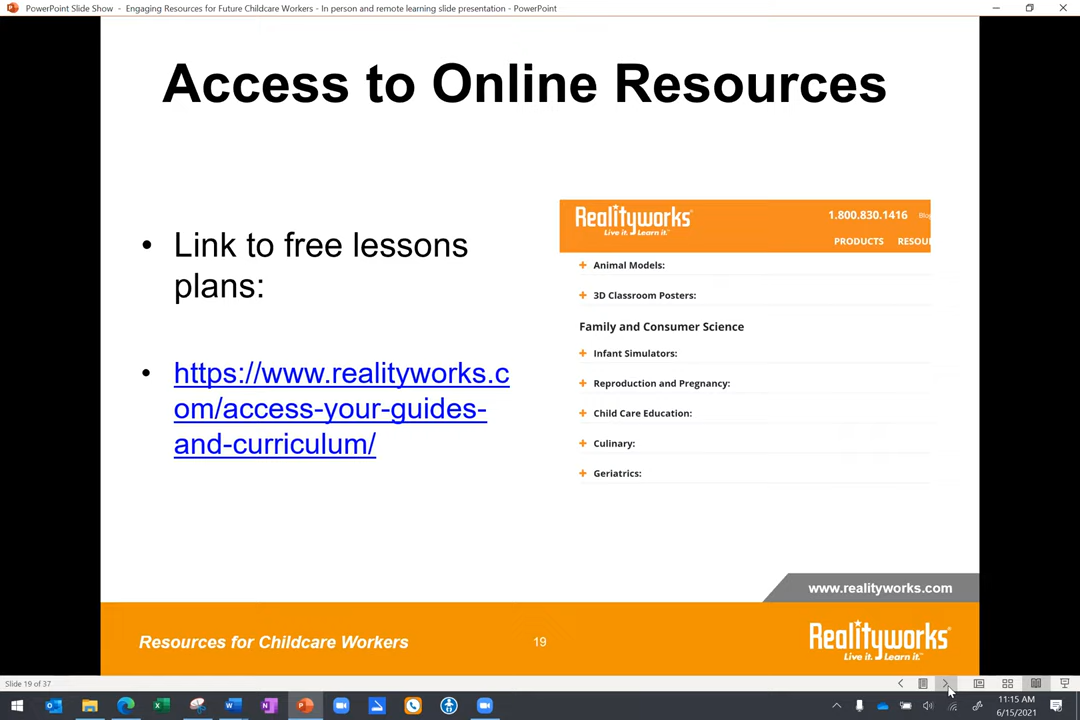 PowerPoint Slide Show - Engaging Resources for Future Childcare Workers - In person and remote learning slide presentation - PowerPoint
Access to Online Resources
• Link to free lessons
plans:
• https://www.realityworks.c
om/access-your-guides-
and-curriculum/
Realityworks
Live it. Learn it.™
1.800.830.1416 Blog
PRODUCTS RESOU
+ Animal Models:
+ 3D Classroom Posters:
Family and Consumer Science
+ Infant Simulators:
+ Reproduction and Pregnancy:
+ Child Care Education:
+ Culinary:
+ Geriatrics:
www.realityworks.com
Resources for Childcare Workers
19
Realityworks
Live it. Learn it.™
Slide 19 of 37
11:15 AM
6/15/2021